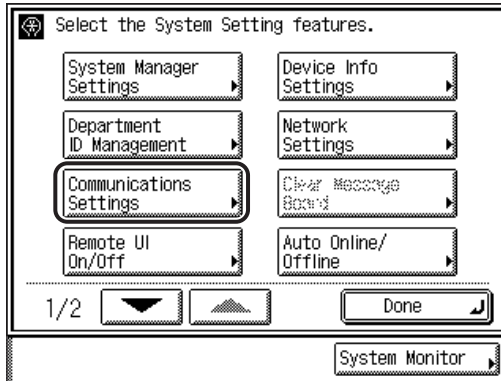 Select the System Setting features.
System Manager
Settings
Device Info
Settings
Department
ID Management
Network
Settings
Communications
Settings
Clear Message
Board
Remote UI
On/Off
Auto Online/
Offline
1/2
Done
System Monitor